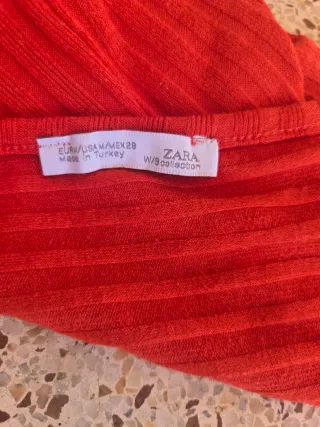 EUR M/USA M/MEX 28
Made in Turkey
ZARA
W/B collection